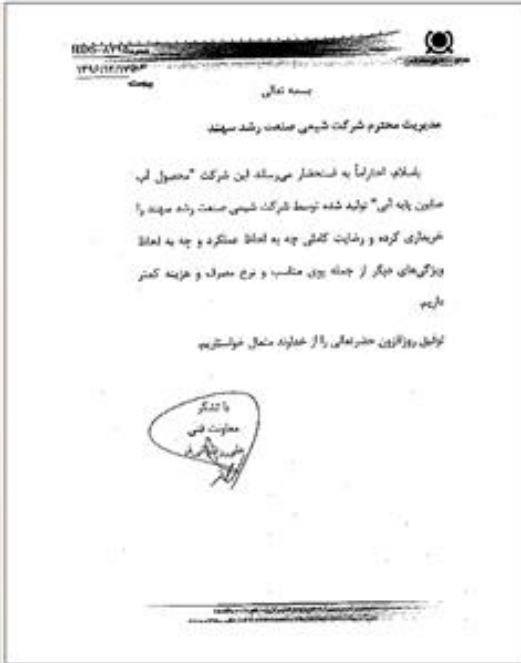 بسمه تعالی
مدیریت محترم شرکت شیمی صنعت رشد سهند
باسلام، احتراماً به استحضار می‌رساند این شرکت "محصول آب
صابون پایه آبی" تولید شده توسط شرکت شیمی صنعت رشد سهند را
خریداری کرده و رضایت کاملی چه به لحاظ عملکرد و چه به لحاظ
ویژگی‌های دیگر از جمله بوی مناسب و نرخ مصرف و هزینه کمتر
داریم.
توفیق روزافزون حضرتعالی را از خداوند متعال خواستاریم.
با تشکر
معاونت فنی